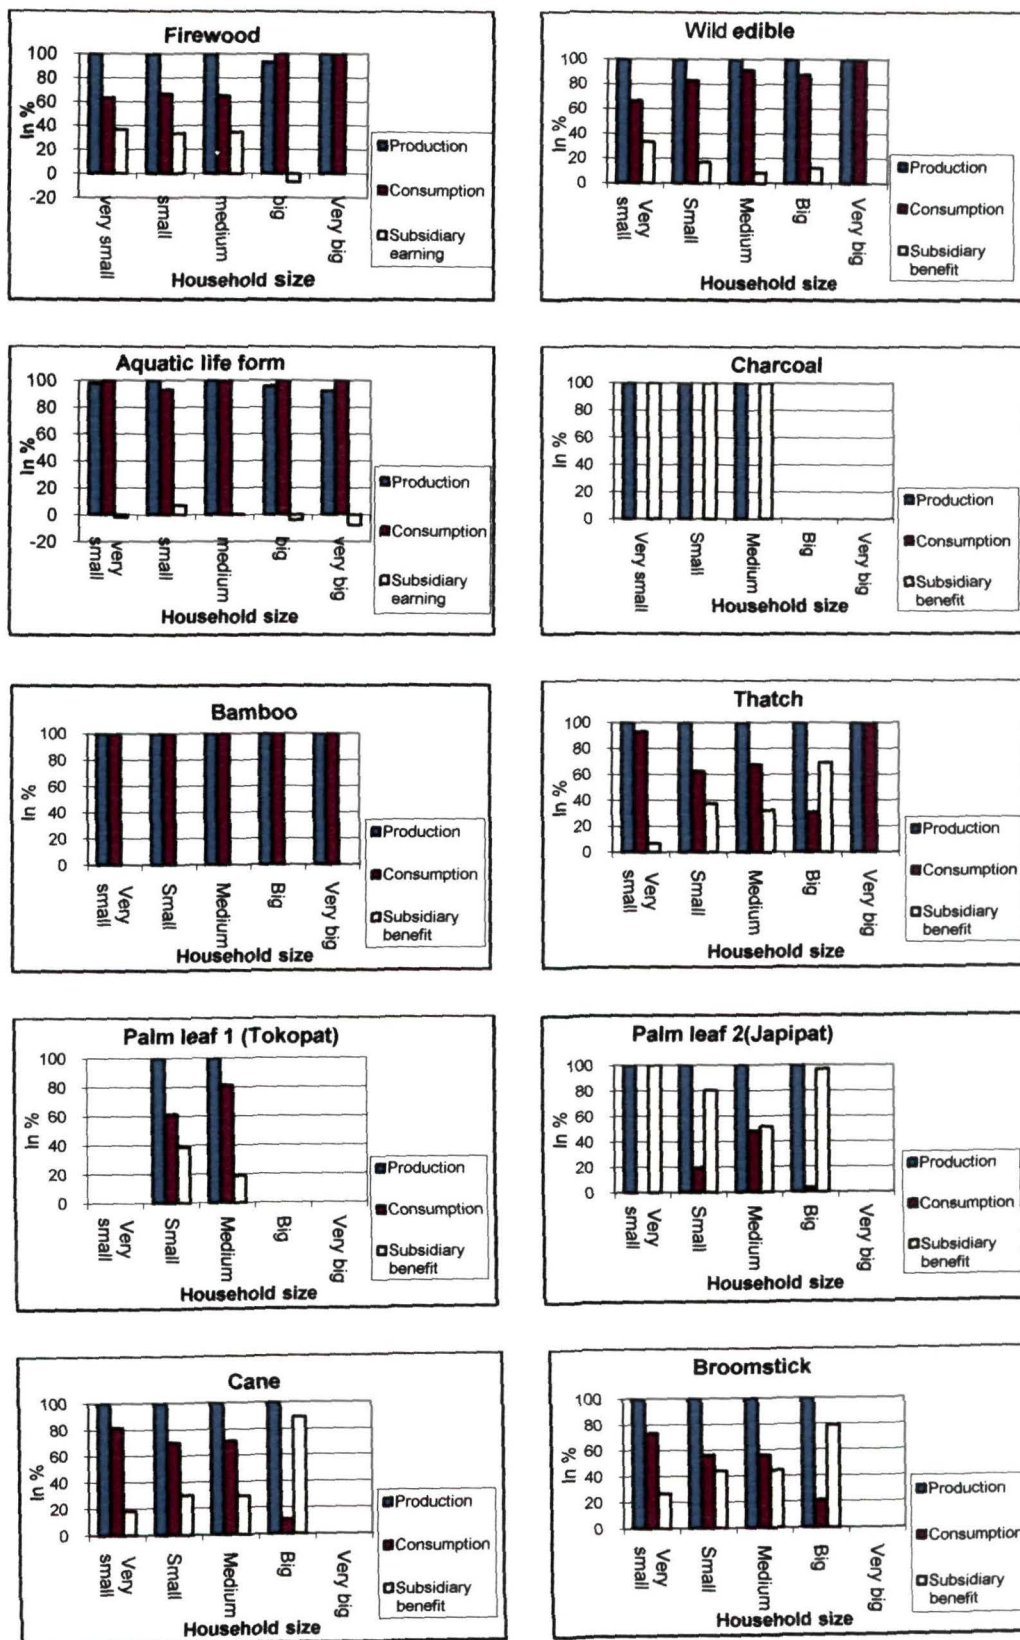 Firewood
In %
100
80
60
40
20
0
-20
very small
small
medium
big
Very big
Household size
Production
Consumption
Subsidiary
earning
Wild edible
In %
100
80
60
40
20
0
Very
small
Small
Medium
Big
Very big
Household size
Production
Consumption
Subsidiary
benefit
Aquatic life form
In %
100
80
60
40
20
0
-20
very
small
small
medium
big
very big
Household size
Production
Consumption
Subsidiary
earning
Charcoal
In %
100
80
60
40
20
0
Very small
Small
Medium
Big
Very big
Household size
Production
Consumption
Subsidiary
benefit
Bamboo
In %
100
80
60
40
20
0
Very
small
Small
Medium
Big
Very big
Household size
Production
Consumption
Subsidiary
benefit
Thatch
In %
100
80
60
40
20
0
Very
small
Small
Medium
Big
Very big
Household size
Production
Consumption
Subsidiary
benefit
Palm leaf 1 (Tokopat)
In %
100
80
60
40
20
0
Very
small
Small
Medium
Big
Very big
Household size
Production
Consumption
Subsidiary
benefit
Palm leaf 2(Japipat)
In %
100
80
60
40
20
0
Very
small
Small
Medium
Big
Very big
Household size
Production
Consumption
Subsidiary
benefit
Cane
In %
100
80
60
40
20
0
Very
small
Small
Medium
Big
Very big
Household size
Production
Consumption
Subsidiary
benefit
Broomstick
In %
100
80
60
40
20
0
Very
small
Small
Medium
Big
Very big
Household size
Production
Consumption
Subsidiary
benefit